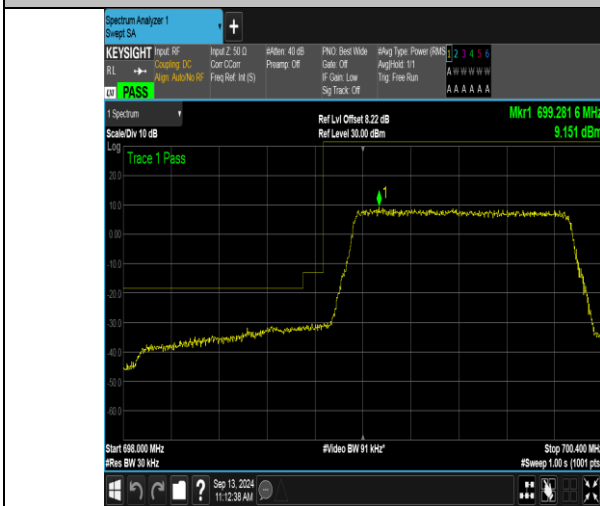 Spectrum Analyzer 1
Swept SA
+
KEYSIGHT Input: RF Input Z: 50 Ω #Atten: 40 dB PNO: Best Wide #Avg Type: Power (RMS 1 2 3 4 5 6
RL Coupling: DC Corr CCorr Preamp: Off Gate: Off Avg|Hold: 1/1 A W W W W W
Align: Auto/No RF Freq Ref: Int (S) IF Gain: Low Trig: Free Run
LXI PASS Sig Track: Off A A A A A A
1 Spectrum Ref Lvl Offset 8.22 dB Mkr1 699.281 6 MHz
Scale/Div 10 dB Ref Level 30.00 dBm 9.151 dBm
Log
Trace 1 Pass
20.0
10.0
0.00
-10.0
-20.0
-30.0
-40.0
-50.0
-60.0
1
Start 698.000 MHz #Video BW 91 kHz* Stop 700.400 MHz
#Res BW 30 kHz #Sweep 1.00 s (1001 pts
? Sep 13, 2024
11:12:38 AM